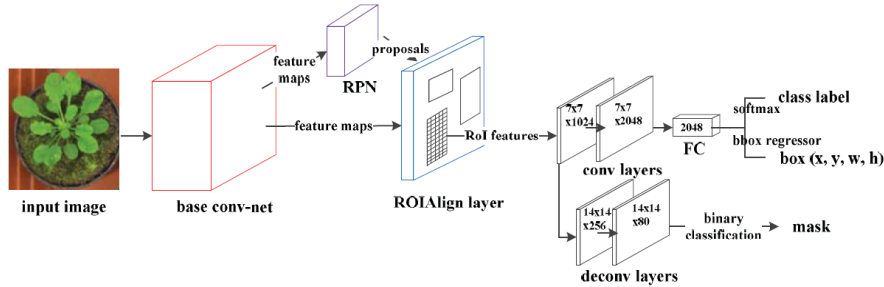 feature
maps
RPN
proposals
feature maps
input image
base conv-net
ROIAlign layer
RoI features
7x7
x1024
7x7
x2048
conv layers
2048
FC
softmax
class label
bbox regressor
box (x, y, w, h)
14x14
x256
14x14
x80
deconv layers
binary
classification
mask